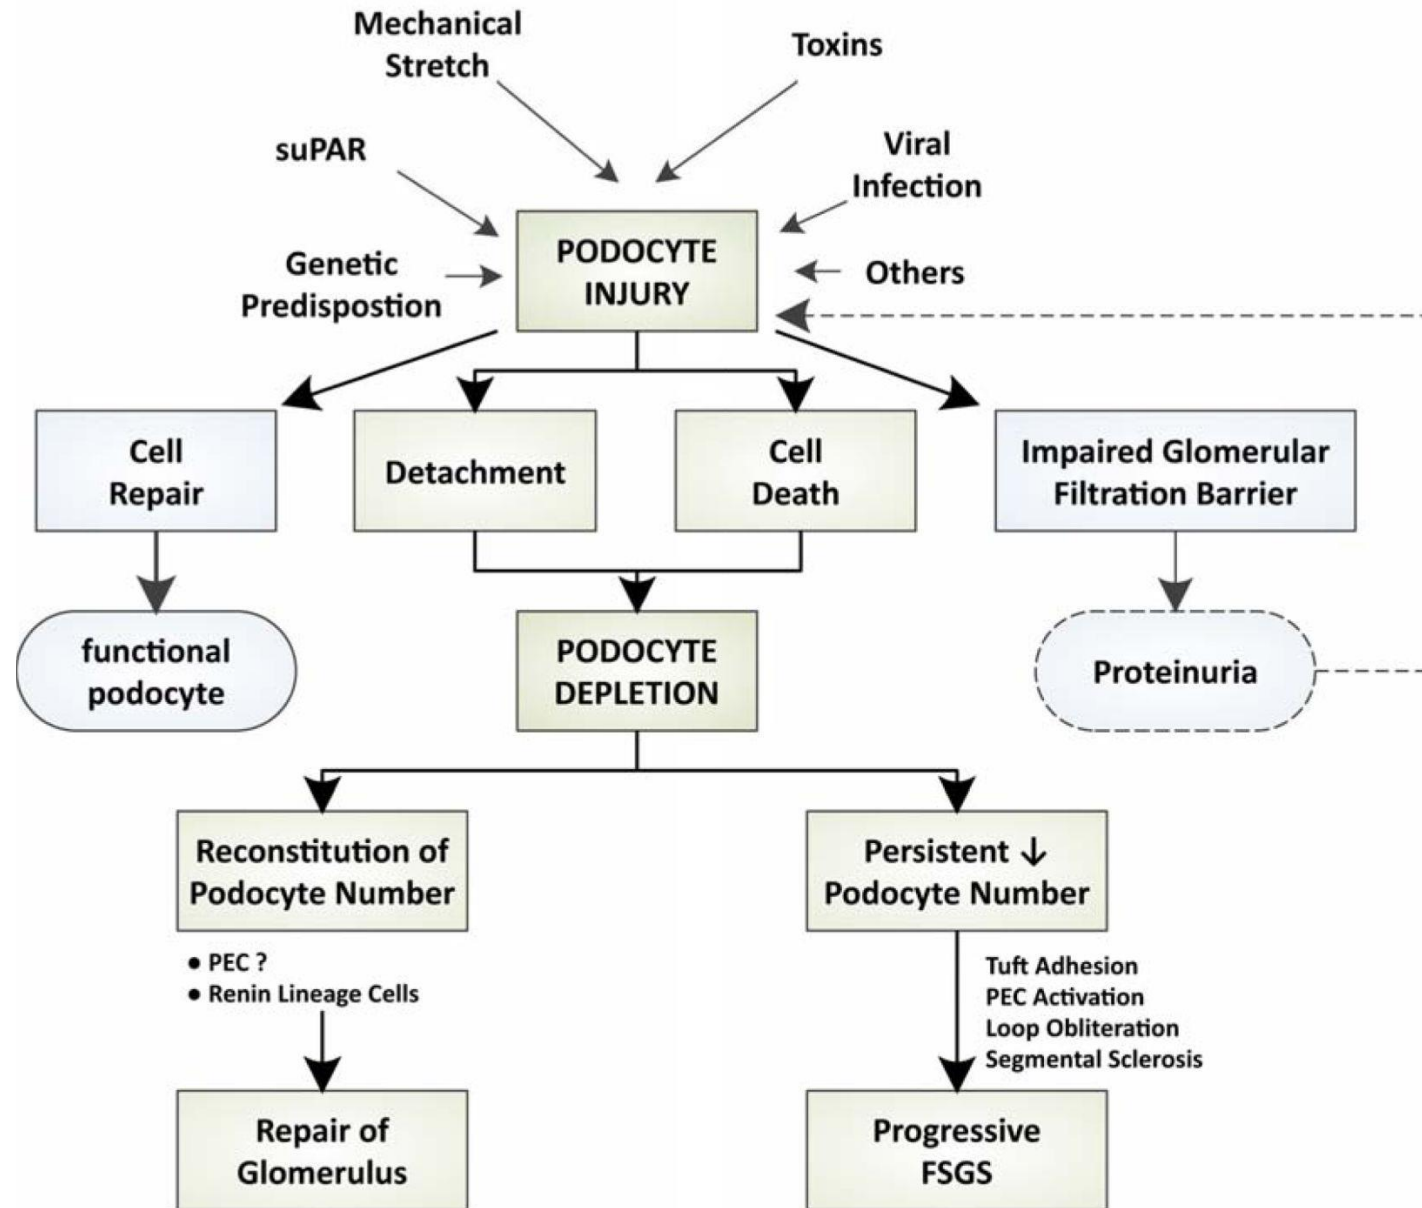 Mechanical
Stretch
Toxins
suPAR
Viral
Infection
Genetic
Predispostion
PODOCYTE
INJURY
Others
Cell
Repair
Detachment
Cell
Death
Impaired Glomerular
Filtration Barrier
functional
podocyte
PODOCYTE
DEPLETION
Proteinuria
Reconstitution of
Podocyte Number
Persistent ↓
Podocyte Number
● PEC ?
● Renin Lineage Cells
Tuft Adhesion
PEC Activation
Loop Obliteration
Segmental Sclerosis
Repair of
Glomerulus
Progressive
FSGS